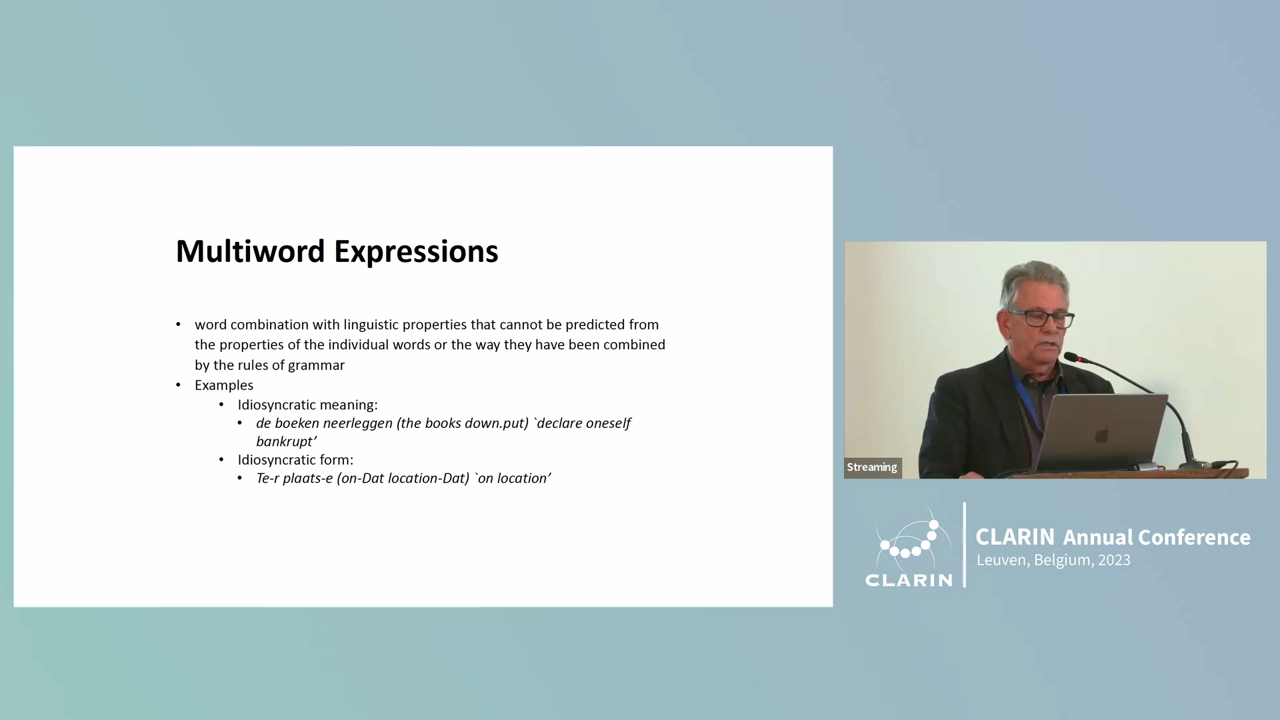 Multiword Expressions
• word combination with linguistic properties that cannot be predicted from
the properties of the individual words or the way they have been combined
by the rules of grammar
• Examples
• Idiosyncratic meaning:
• de boeken neerleggen (the books down.put) `declare oneself
bankrupt’
• Idiosyncratic form:
• Te-r plaats-e (on-Dat location-Dat) `on location’
Streaming
CLARIN
CLARIN Annual Conference
Leuven, Belgium, 2023